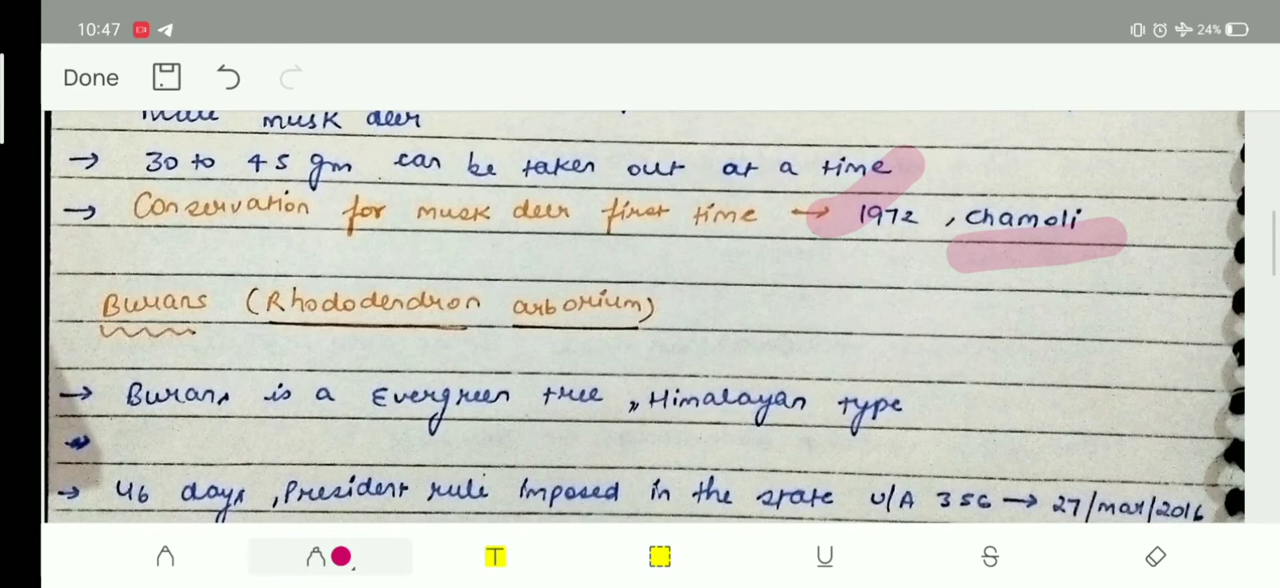 10:47
24%
Done
musk deer
→ 30 to 45 gm can be taken out at a time
→ Conservation for musk deer first time → 1972 , Chamoli
Burans (Rhododendron arborium)
→ Burans is a Evergreen tree , Himalayan type
→ 46 days , President rule imposed in the state U/A 356 → 27/mar/2016
T
U
S